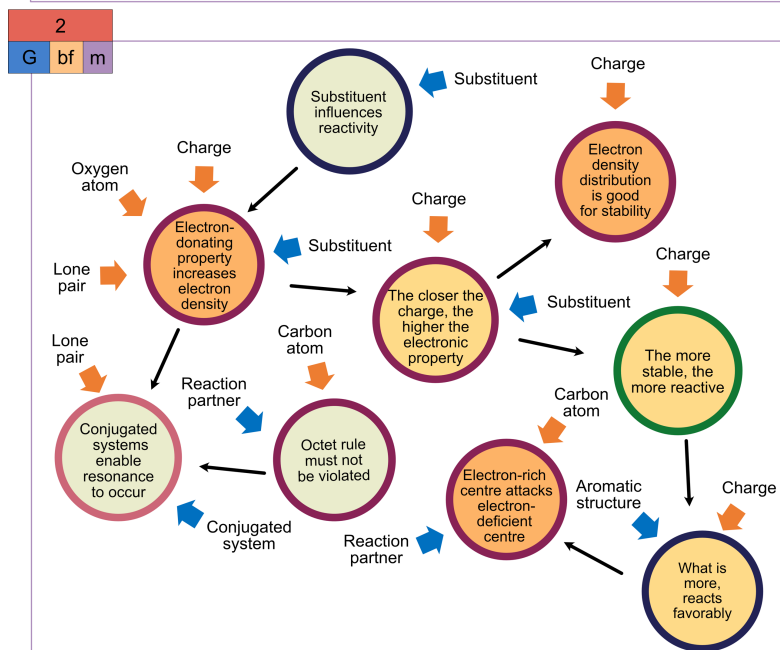 2
G bf m
Substituent
influences
reactivity
Substituent
Charge
Electron
density
distribution
is good
for stability
Oxygen
atom
Charge
Electron-
donating
property
increases
electron
density
Substituent
Lone
pair
Charge
The closer the
charge, the
higher the
electronic
property
Substituent
Charge
The more
stable, the
more reactive
Lone
pair
Carbon
atom
Reaction
partner
Conjugated
systems
enable
resonance
to occur
Octet rule
must not
be violated
Conjugated
system
Carbon
atom
Electron-rich
centre attacks
electron-
deficient
centre
Reaction
partner
Aromatic
structure
Charge
What is
more,
reacts
favorably